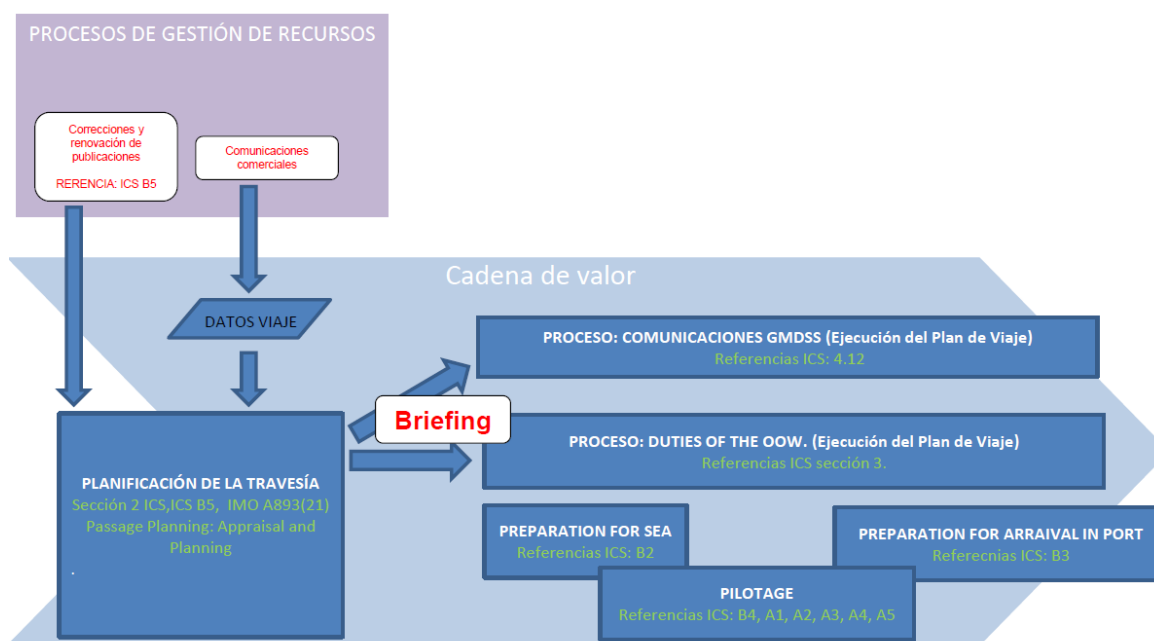 PROCESOS DE GESTIÓN DE RECURSOS
Correcciones y
renovación de
publicaciones
RERENCIA: ICS B5
Comunicaciones
comerciales
Cadena de valor
DATOS VIAJE
PROCESO: COMUNICACIONES GMDSS (Ejecución del Plan de Viaje)
Referencias ICS: 4.12
Briefing
PROCESO: DUTIES OF THE OOW. (Ejecución del Plan de Viaje)
Referencias ICS sección 3.
PLANIFICACIÓN DE LA TRAVESÍA
Sección 2 ICS,ICS B5, IMO A893(21)
Passage Planning: Appraisal and
Planning
.
PREPARATION FOR SEA
Referencias ICS: B2
PREPARATION FOR ARRAIVAL IN PORT
Referecnias ICS: B3
PILOTAGE
Referencias ICS: B4, A1, A2, A3, A4, A5